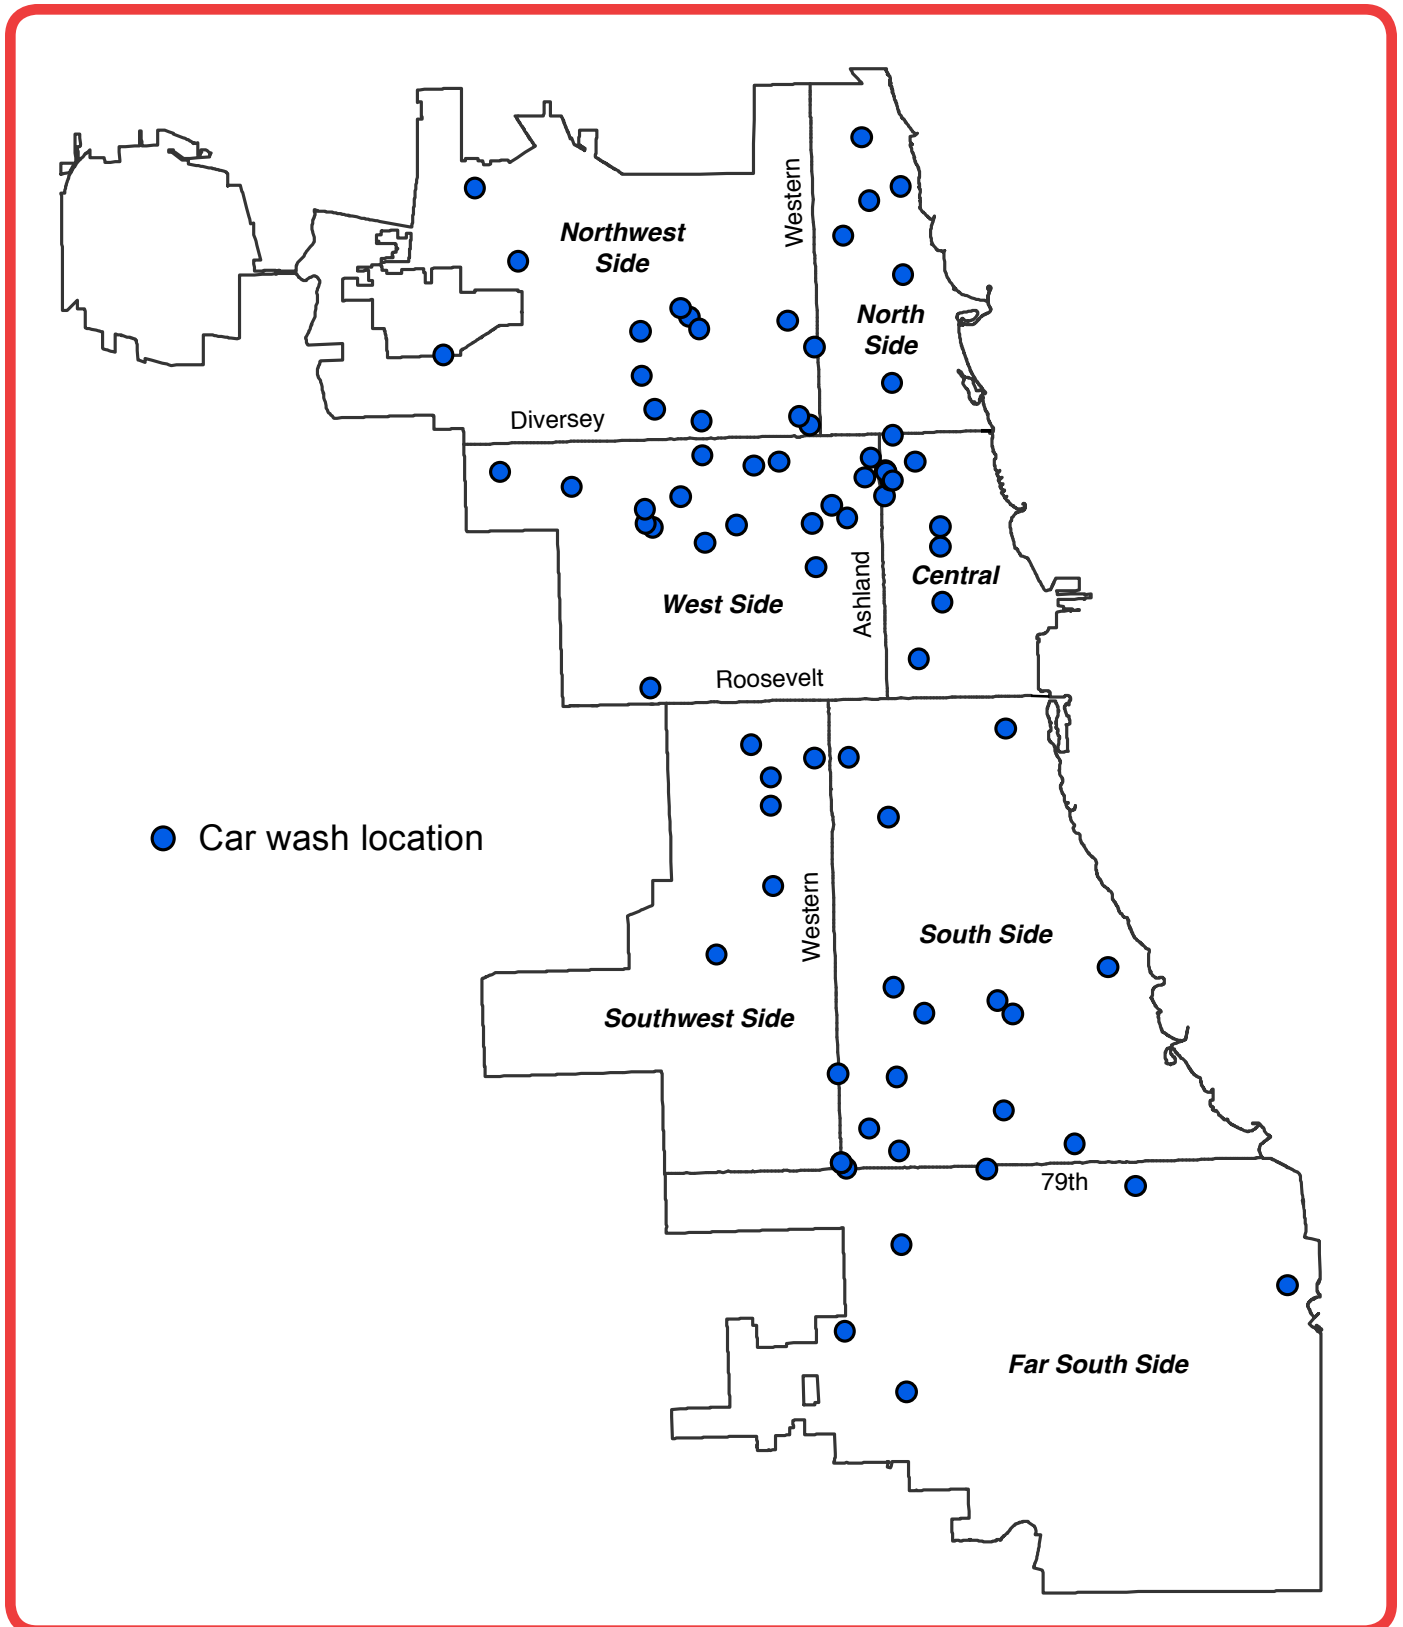 Western
Northwest
Side
North
Side
Diversey
Ashland
Central
West Side
Roosevelt
Car wash location
Western
South Side
Southwest Side
79th
Far South Side